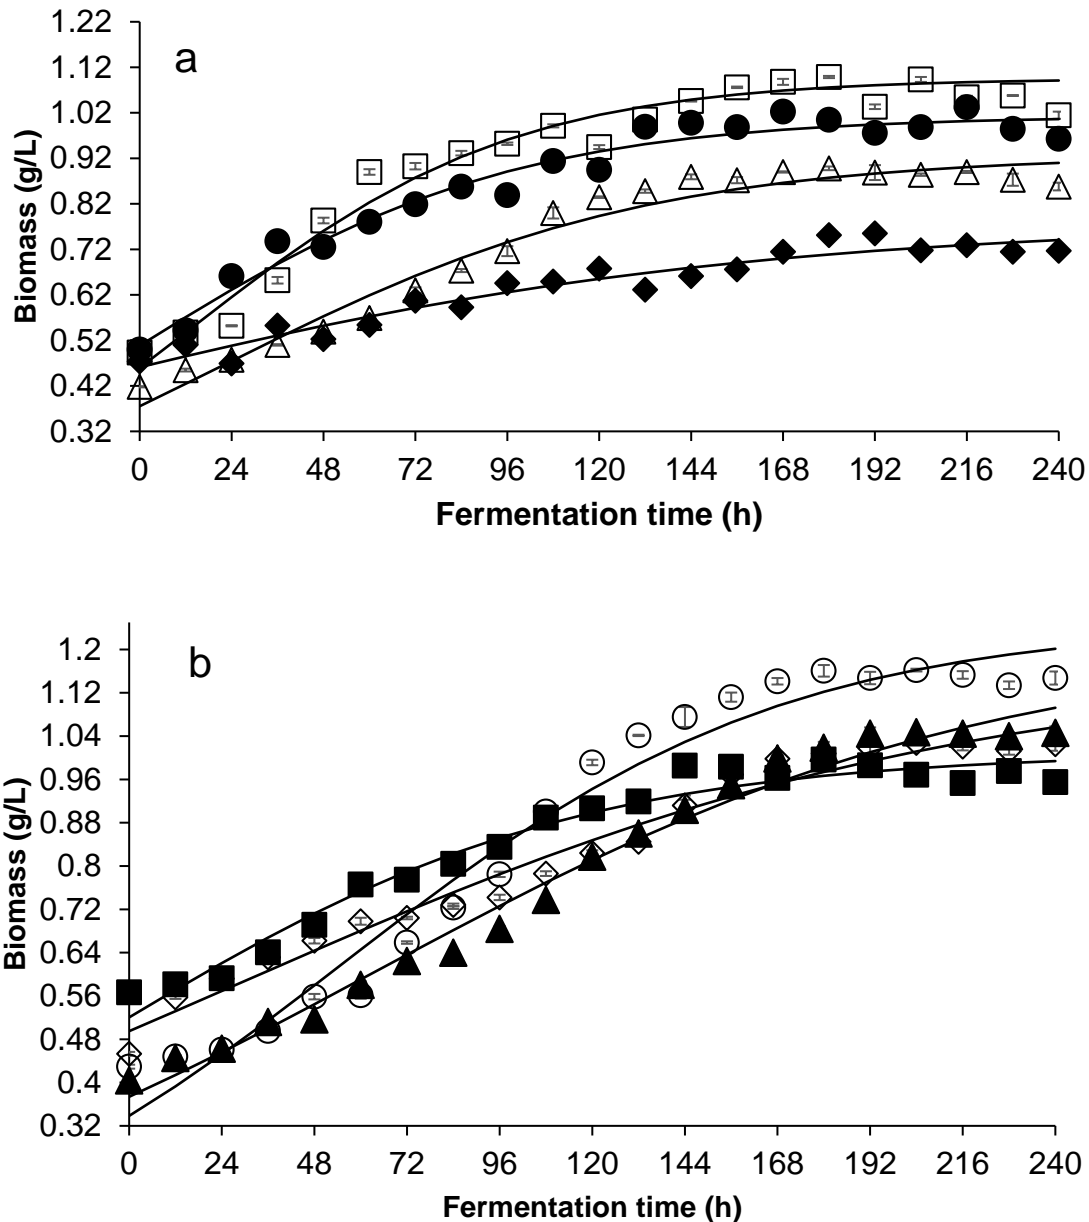 a
Biomass (g/L)
1.22
1.12
1.02
0.92
0.82
0.72
0.62
0.52
0.42
0.32
0 24 48 72 96 120 144 168 192 216 240
Fermentation time (h)
b
Biomass (g/L)
1.2
1.12
1.04
0.96
0.88
0.8
0.72
0.64
0.56
0.48
0.4
0.32
0 24 48 72 96 120 144 168 192 216 240
Fermentation time (h)